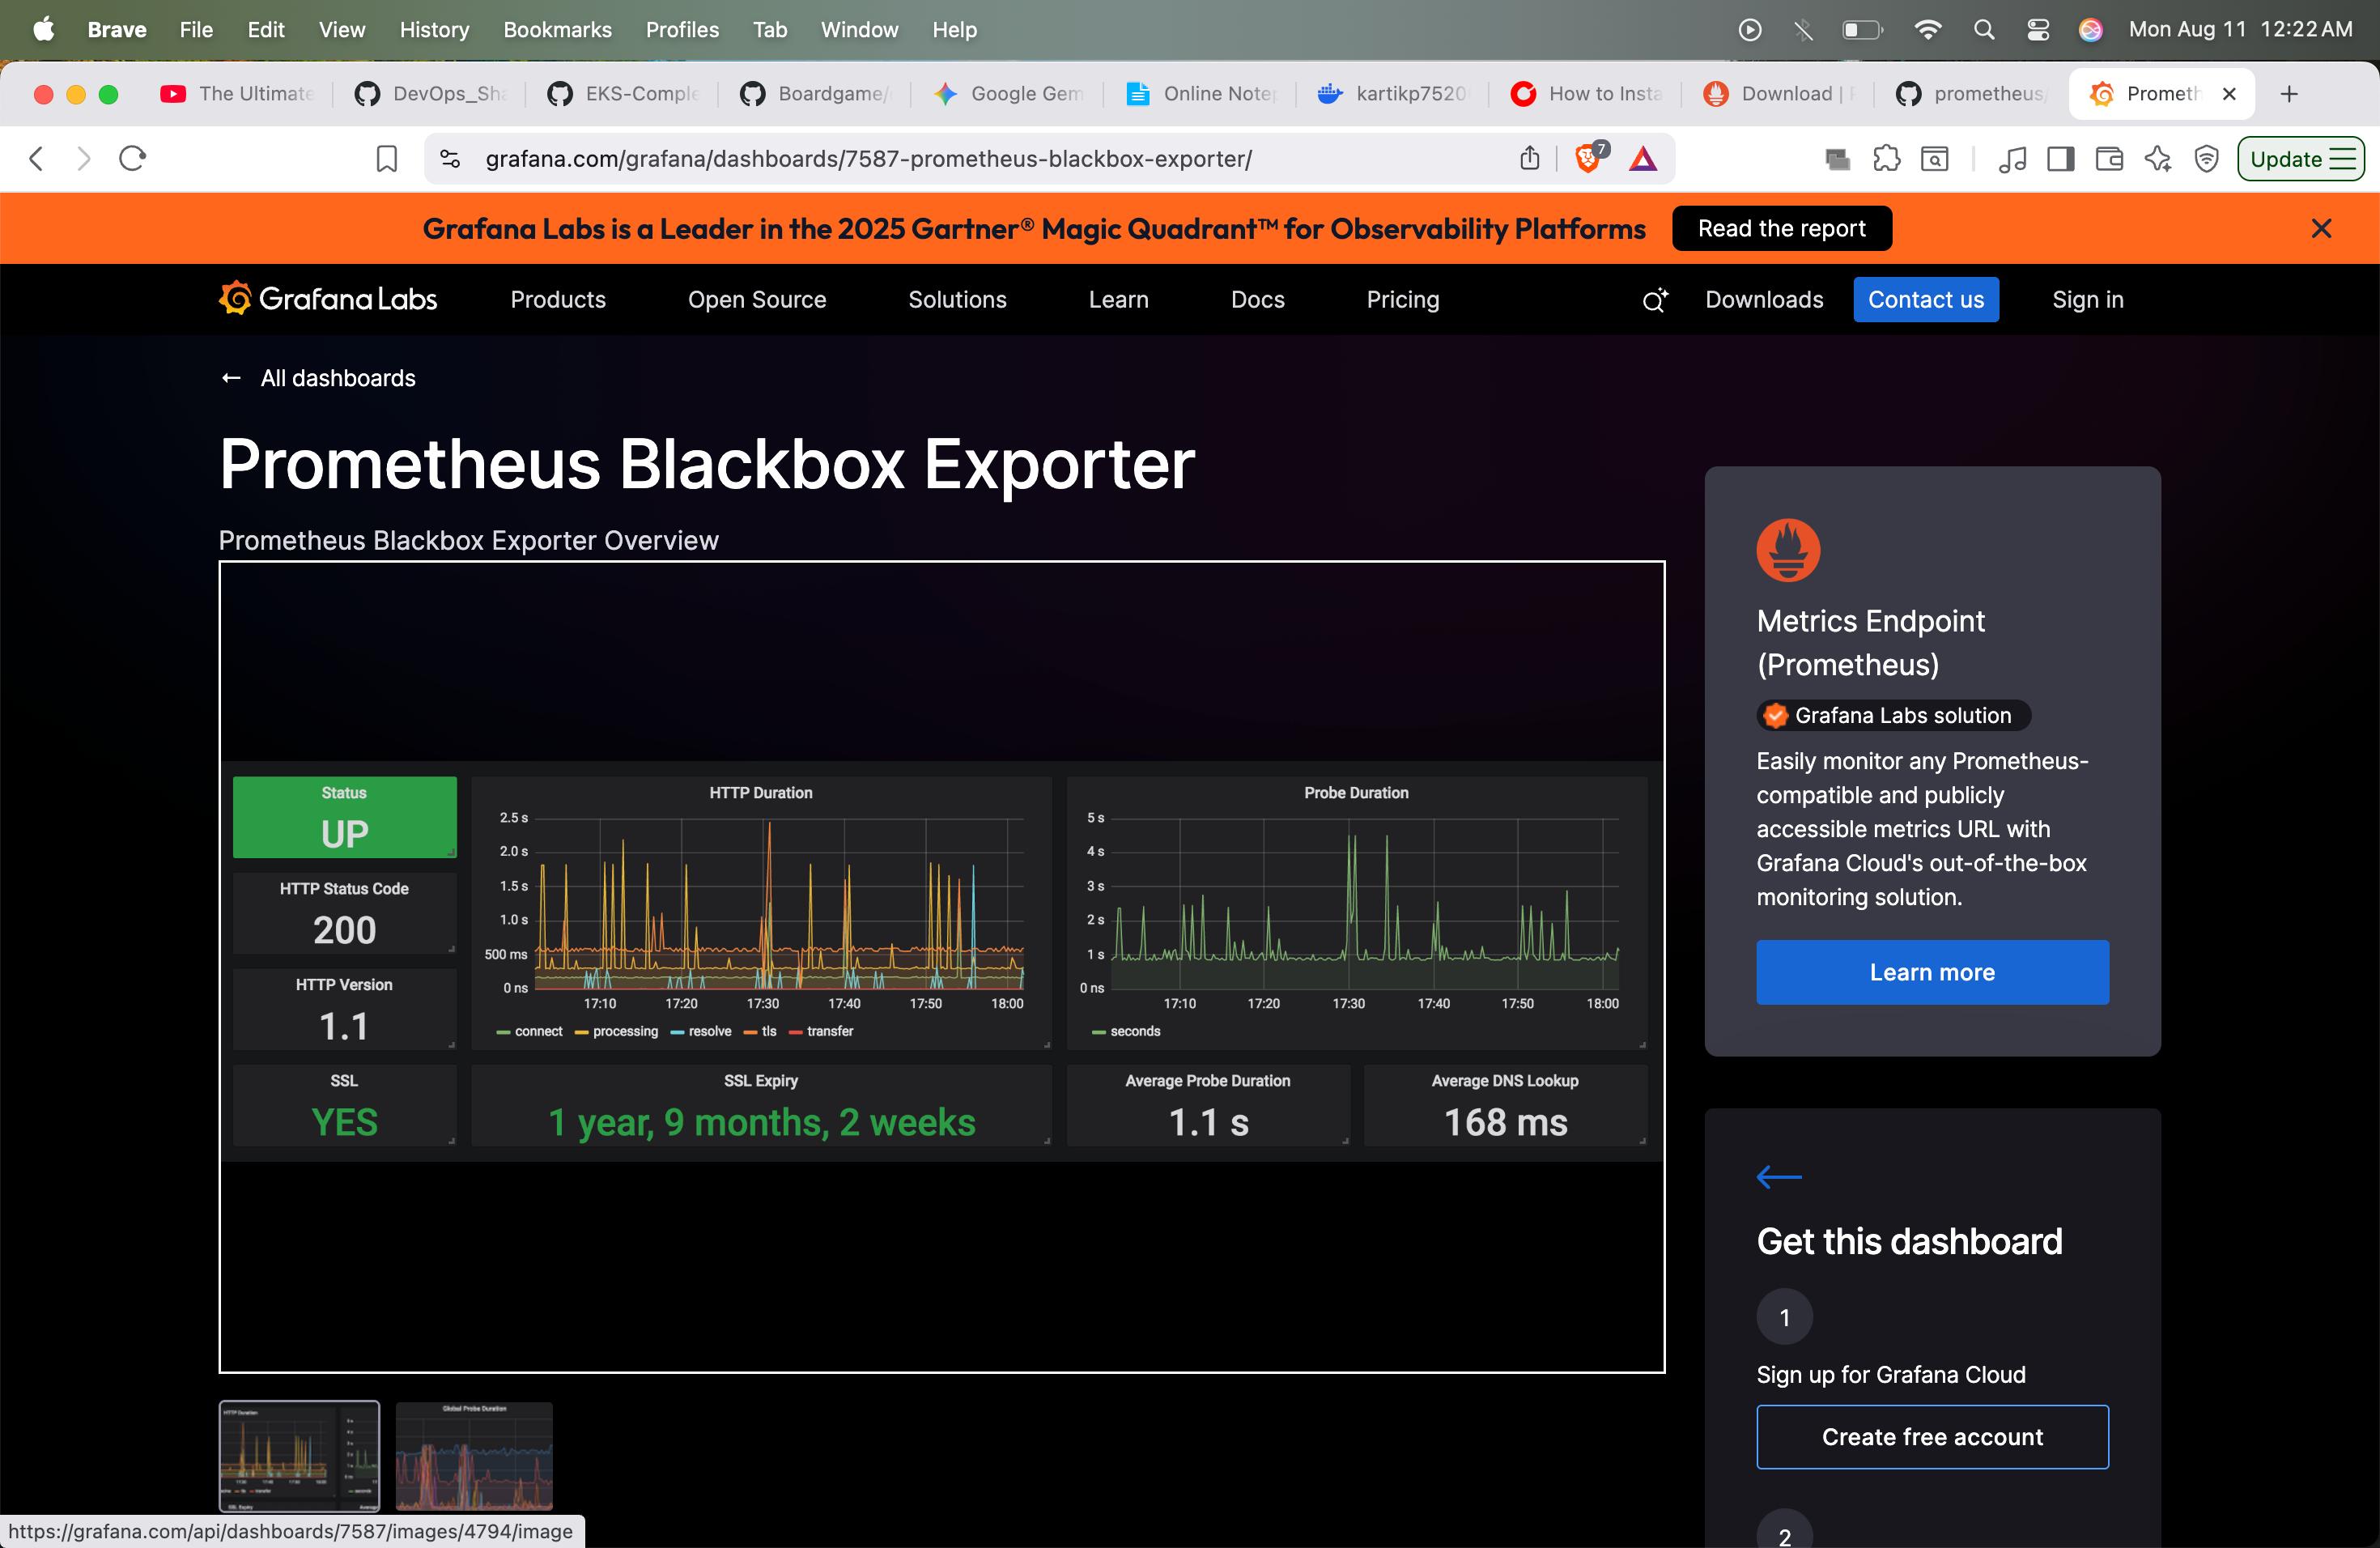 Brave File Edit View History Bookmarks Profiles Tab Window Help Mon Aug 11 12:22 AM
The Ultimate DevOps_Sha EKS-Comple Boardgame/ Google Gem Online Notep kartikp7520 How to Insta Download | prometheus/ Prometh
grafana.com/grafana/dashboards/7587-prometheus-blackbox-exporter/ 7 Update
Grafana Labs is a Leader in the 2025 Gartner® Magic Quadrant™ for Observability Platforms Read the report
Grafana Labs Products Open Source Solutions Learn Docs Pricing Downloads Contact us Sign in
← All dashboards
Prometheus Blackbox Exporter
Prometheus Blackbox Exporter Overview
Status
UP
HTTP Status Code
200
HTTP Version
1.1
SSL
YES
HTTP Duration
2.5 s
2.0 s
1.5 s
1.0 s
500 ms
0 ns
17:10 17:20 17:30 17:40 17:50 18:00
connect processing resolve tls transfer
Probe Duration
5 s
4 s
3 s
2 s
1 s
0 ns
17:10 17:20 17:30 17:40 17:50 18:00
seconds
SSL Expiry
1 year, 9 months, 2 weeks
Average Probe Duration
1.1 s
Average DNS Lookup
168 ms
HTTP Duration
SSL Expiry
Global Probe Duration
https://grafana.com/api/dashboards/7587/images/4794/image
Metrics Endpoint
(Prometheus)
Grafana Labs solution
Easily monitor any Prometheus-
compatible and publicly
accessible metrics URL with
Grafana Cloud's out-of-the-box
monitoring solution.
Learn more
Get this dashboard
1
Sign up for Grafana Cloud
Create free account
2